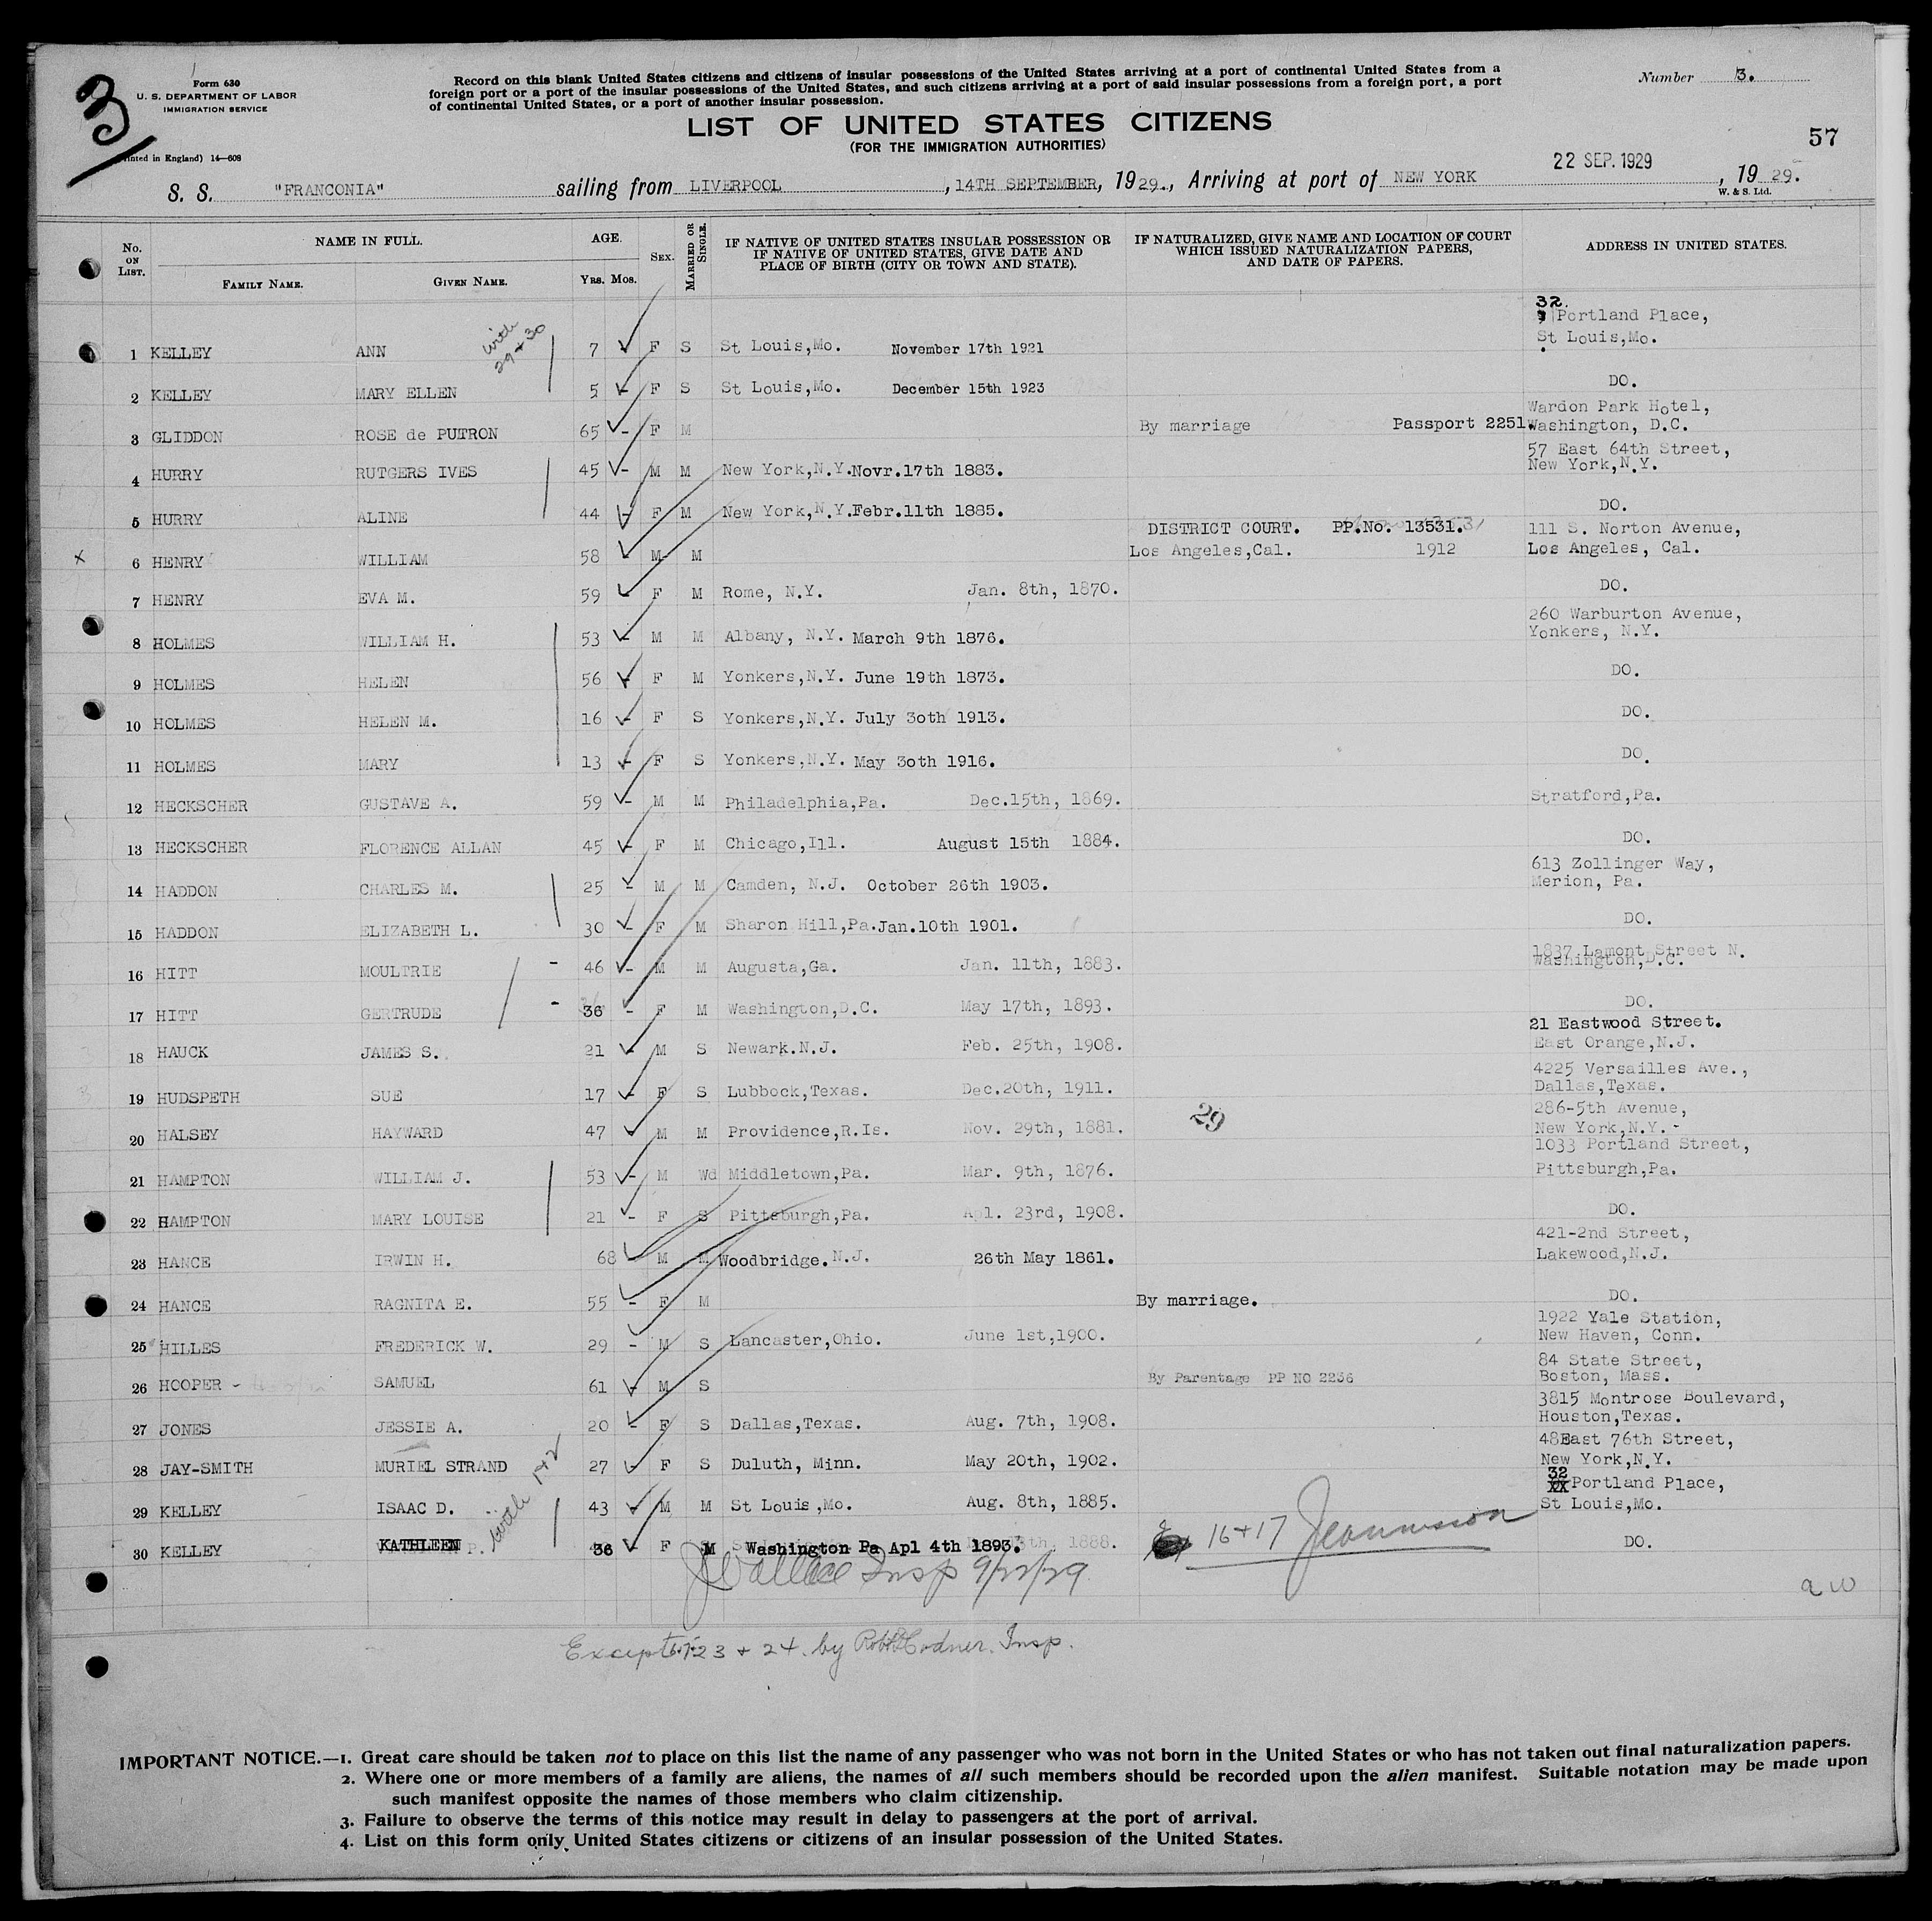 3
Form 630
U. S. DEPARTMENT OF LABOR
IMMIGRATION SERVICE
(Printed in England) 14—608
Record on this blank United States citizens and citizens of insular possessions of the United States arriving at a port of continental United States from a
foreign port or a port of the insular possessions of the United States, and such citizens arriving at a port of said insular possessions from a foreign port, a port
of continental United States, or a port of another insular possession.
Number 3.
LIST OF UNITED STATES CITIZENS
(FOR THE IMMIGRATION AUTHORITIES)
57
22 SEP. 1929
S. S. "FRANCONIA" sailing from LIVERPOOL, 14TH SEPTEMBER, 1929., Arriving at port of NEW YORK, 1929.
W. & S. Ltd.
No. ON LIST. NAME IN FULL. FAMILY NAME. GIVEN NAME. AGE. YRS. MOS. SEX. MARRIED OR SINGLE. IF NATIVE OF UNITED STATES INSULAR POSSESSION OR IF NATIVE OF UNITED STATES, GIVE DATE AND PLACE OF BIRTH (CITY OR TOWN AND STATE). IF NATURALIZED, GIVE NAME AND LOCATION OF COURT WHICH ISSUED NATURALIZATION PAPERS, AND DATE OF PAPERS. ADDRESS IN UNITED STATES.
with 29 + 30
1 KELLEY ANN 7 F S St Louis,Mo. November 17th 1921 32. Portland Place, St Louis,Mo.
2 KELLEY MARY ELLEN 5 F S St Louis,Mo. December 15th 1923 DO.
3 GLIDDON ROSE de PUTRON 65 - F M By marriage Passport 2251. Wardon Park Hotel, Washington, D.C.
4 HURRY RUTGERS IVES 45 - M M New York,N.Y.Novr.17th 1883. 57 East 64th Street, New York,N.Y.
5 HURRY ALINE 44 - F M New York,N.Y.Febr.11th 1885. DO.
x 6 HENRY WILLIAM 58 - M M DISTRICT COURT. PP.No. 13531. Los Angeles,Cal. 1912 111 S. Norton Avenue, Los Angeles, Cal.
7 HENRY EVA M. 59 - F M Rome, N.Y. Jan. 8th, 1870. DO.
8 HOLMES WILLIAM H. 53 - M M Albany, N.Y. March 9th 1876. 260 Warburton Avenue, Yonkers, N.Y.
9 HOLMES HELEN 56 - F M Yonkers,N.Y. June 19th 1873. DO.
10 HOLMES HELEN M. 16 - F S Yonkers,N.Y. July 3oth 1913. DO.
11 HOLMES MARY 13 - F S Yonkers,N.Y. May 3oth 1916. DO.
12 HECKSCHER GUSTAVE A. 59 - M M Philadelphia,Pa. Dec.15th, 1869. Stratford,Pa.
13 HECKSCHER FLORENCE ALLAN 45 - F M Chicago,Ill. August 15th 1884. DO.
14 HADDON CHARLES M. 25 - M M Camden, N.J. October 26th 1903. 613 Zollinger Way, Merion, Pa.
15 HADDON ELIZABETH L. 30 - F M Sharon Hill,Pa.Jan.10th 1901. DO.
16 HITT MOULTRIE - 46 - M M Augusta,Ga. Jan. 11th, 1883. 1837 Lamont Street N. Washington,D.C.
17 HITT GERTRUDE - 36 - F M Washington,D.C. May 17th, 1893. DO.
18 HAUCK JAMES S. 21 - M S Newark.N.J. Feb. 25th, 1908. 21 Eastwood Street. East Orange,N.J.
19 HUDSPETH SUE 17 - F S Lubbock,Texas. Dec.20th, 1911. 4225 Versailles Ave., Dallas,Texas.
20 HALSEY HAYWARD 47 - M M Providence,R.Is. Nov. 29th, 1881. 29 286-5th Avenue, New York,N.Y.-
21 HAMPTON WILLIAM J. 53 - M Wd Middletown,Pa. Mar. 9th, 1876. 1033 Portland Street, Pittsburgh,Pa.
22 HAMPTON MARY LOUISE 21 - F S Pittsburgh,Pa. Apl. 23rd, 1908. DO.
23 HANCE IRWIN H. 68 - M M Woodbridge. N.J. 26th May 1861. 421-2nd Street, Lakewood,N.J.
24 HANCE RAGNITA E. 55 - F M By marriage. DO.
25 HILLES FREDERICK W. 29 - M S Lancaster,Ohio. June 1st,1900. 1922 Yale Station, New Haven, Conn.
26 HOOPER - SAMUEL 61 - M S By Parentage PP NO 2236 84 State Street, Boston, Mass.
27 JONES JESSIE A. 20 - F S Dallas,Texas. Aug. 7th, 1908. 3815 Montrose Boulevard, Houston,Texas.
28 JAY-SMITH MURIEL STRAND 27 - F S Duluth, Minn. May 20th, 1902. 48East 76th Street, New York,N.Y.
with 1+2
29 KELLEY ISAAC D. 43 - M M St Louis,Mo. Aug. 8th, 1885. 32 Portland Place, St Louis,Mo.
30 KELLEY KATHLEEN P. 36 - F M Washington Pa Apl 4th 1893. DO.
J Wallace Insp 9/22/29
16+17
a w
Except 23 + 24. by Insp.
IMPORTANT NOTICE.—1. Great care should be taken not to place on this list the name of any passenger who was not born in the United States or who has not taken out final naturalization papers.
2. Where one or more members of a family are aliens, the names of all such members should be recorded upon the alien manifest. Suitable notation may be made upon
such manifest opposite the names of those members who claim citizenship.
3. Failure to observe the terms of this notice may result in delay to passengers at the port of arrival.
4. List on this form only United States citizens or citizens of an insular possession of the United States.